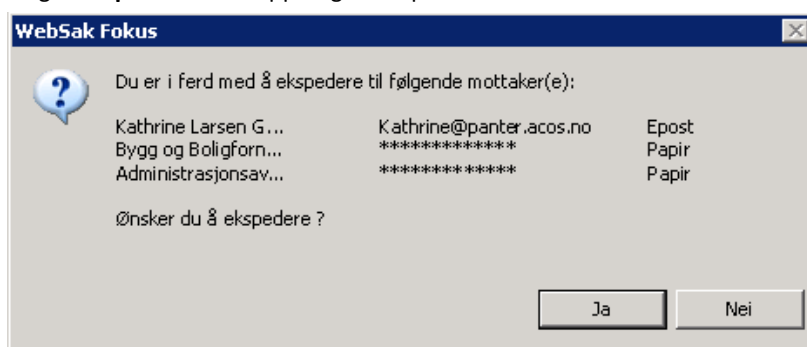 WebSak Fokus
Du er i ferd med å ekspedere til følgende mottaker(e):
Kathrine Larsen G... Kathrine@panter.acos.no Epost
Bygg og Boligforn... ************* Papir
Administrasjonsav... ************* Papir
Ønsker du å ekspedere ?
Ja Nei